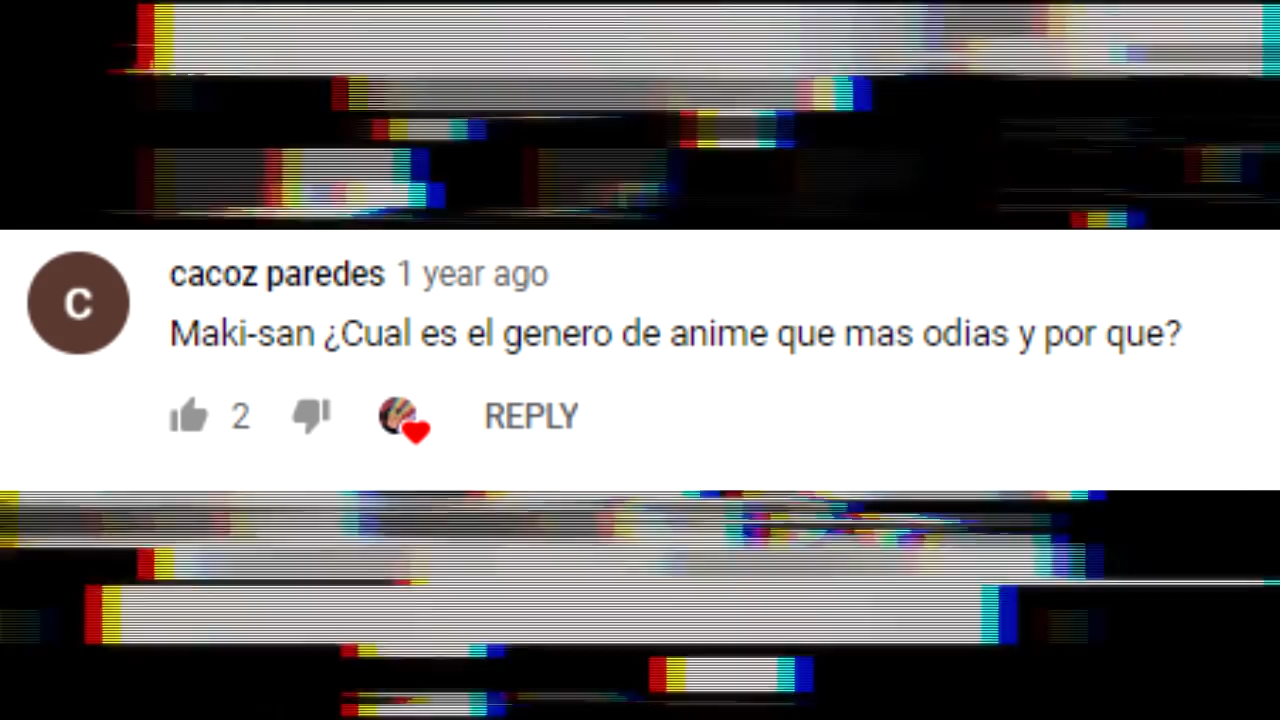 C
cacoz paredes 1 year ago
Maki-san ¿Cual es el genero de anime que mas odias y por que?
2 REPLY